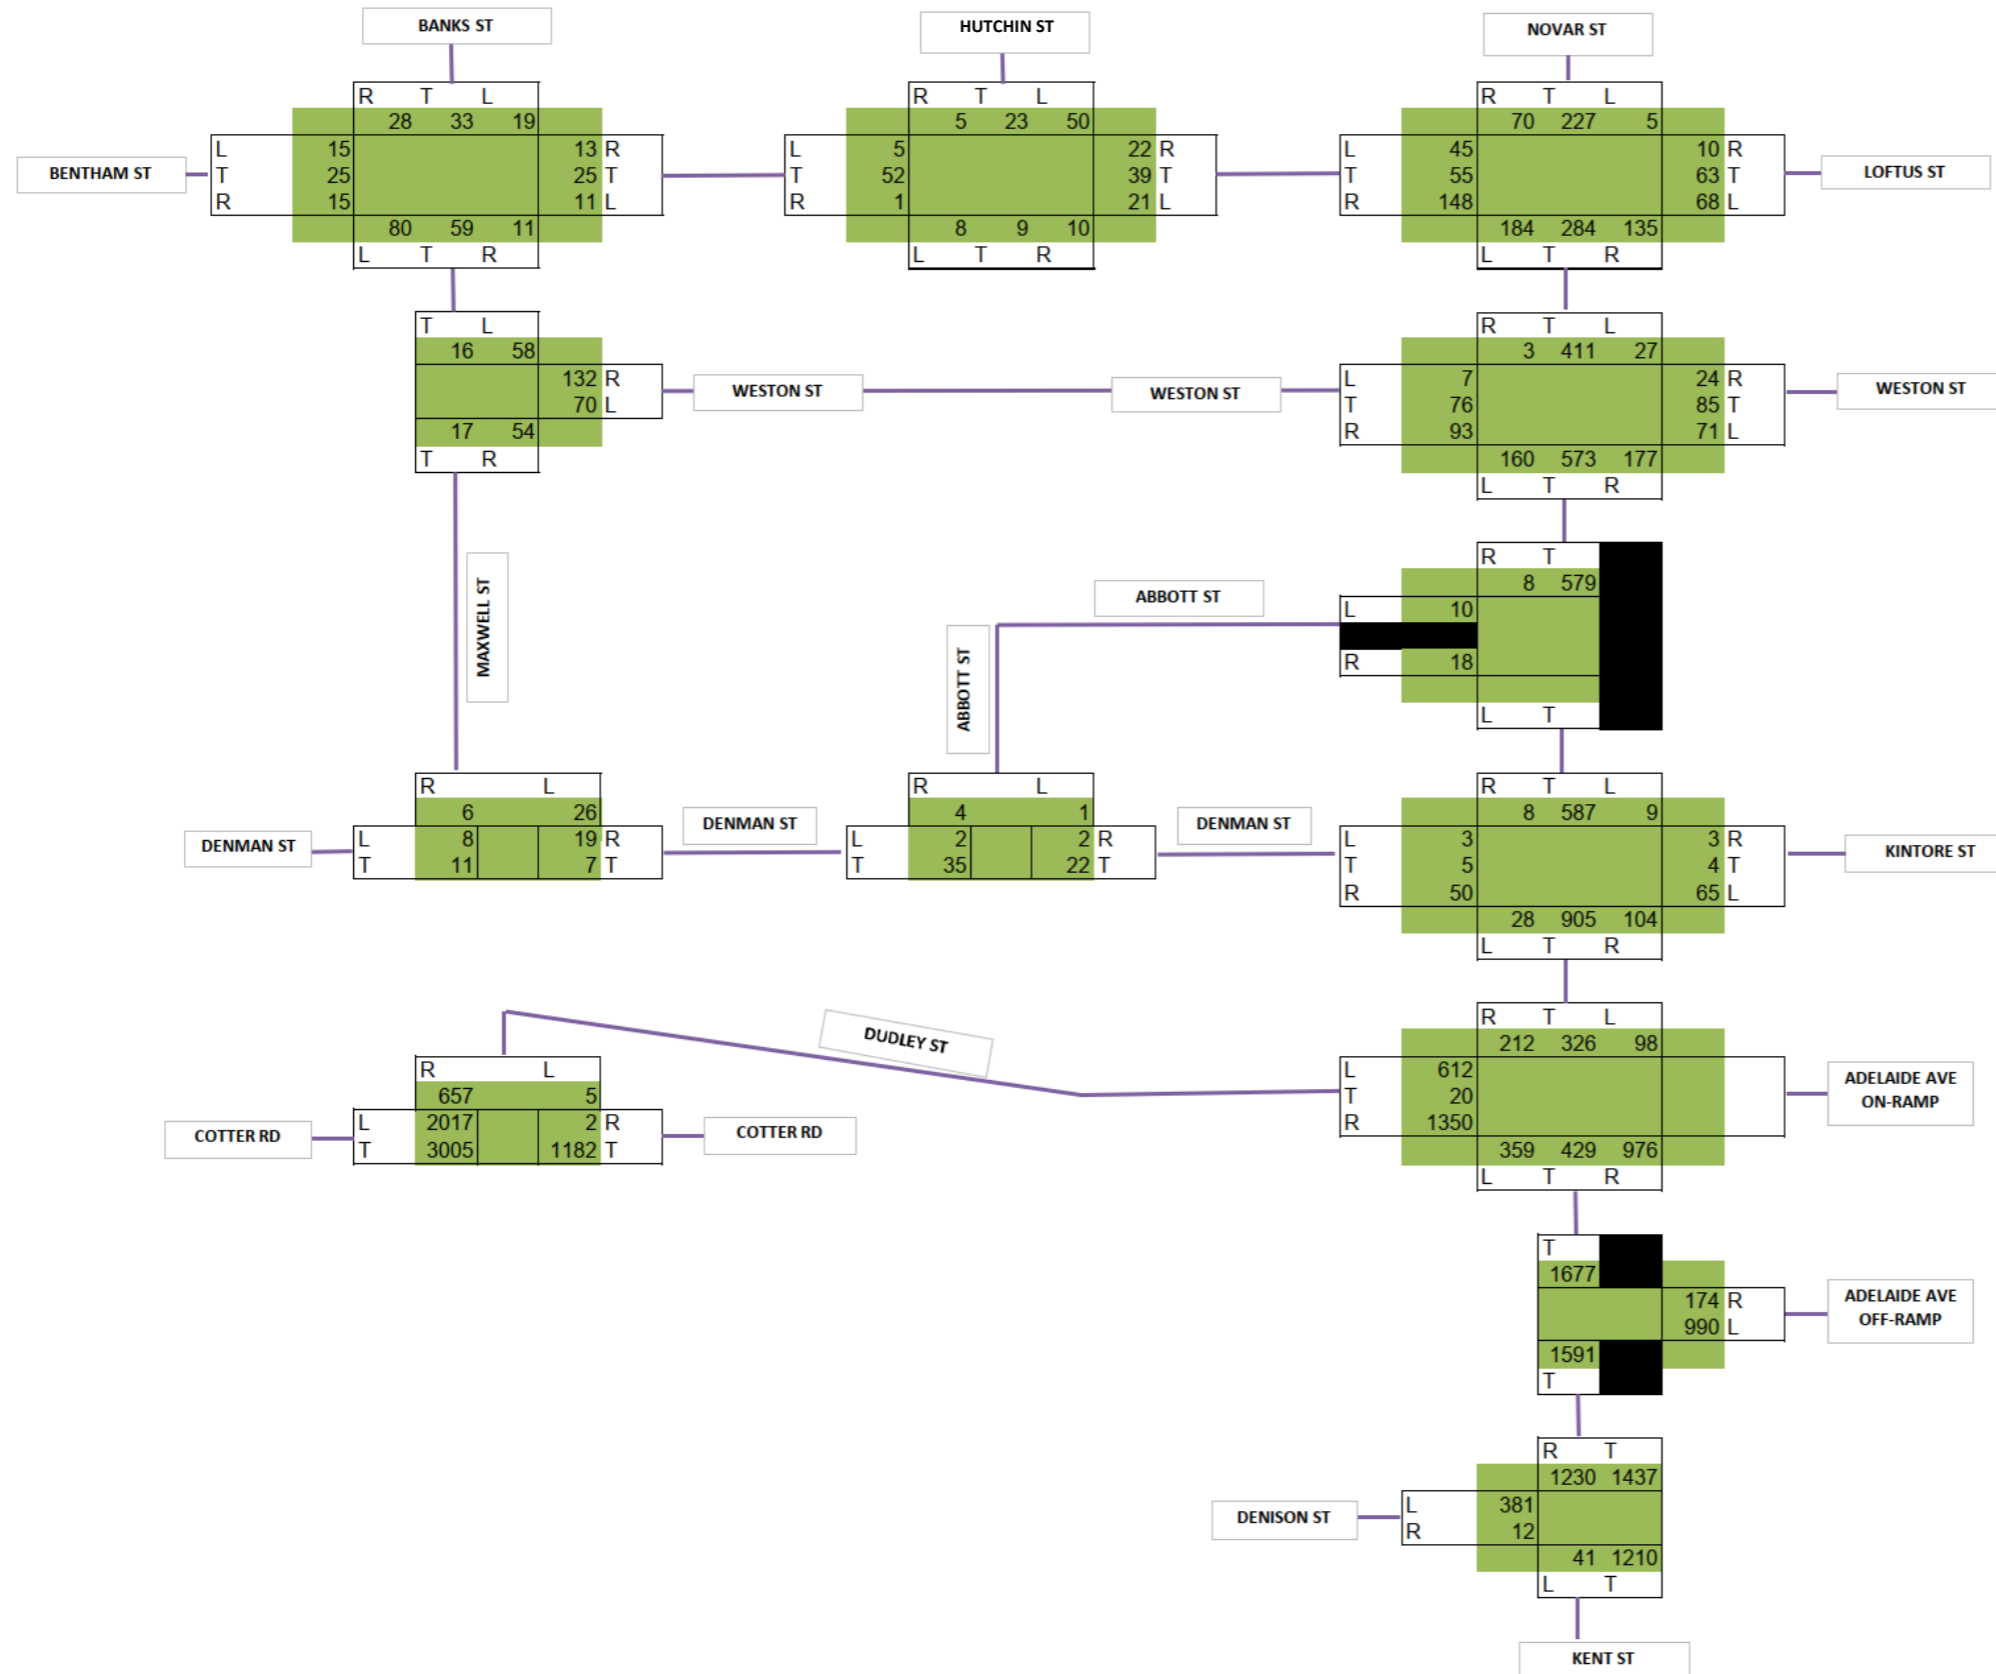 BANKS ST
HUTCHIN ST
NOVAR ST
R T L
28 33 19
BENTHAM ST
L 15
T 25
R 15
13 R
25 T
11 L
80 59 11
L T R
R T L
5 23 50
L 5
T 52
R 1
22 R
39 T
21 L
8 9 10
L T R
R T L
70 227 5
L 45
T 55
R 148
10 R
63 T
68 L
LOFTUS ST
184 284 135
L T R
T L
16 58
132 R
70 L
17 54
T R
WESTON ST
WESTON ST
R T L
3 411 27
L 7
T 76
R 93
24 R
85 T
71 L
WESTON ST
160 573 177
L T R
MAXWELL ST
ABBOTT ST
ABBOTT ST
R T
8 579
L 10
R 18
L T
DENMAN ST
R L
6 26
L 8
T 11
19 R
7 T
DENMAN ST
R L
4 1
L 2
T 35
2 R
22 T
DENMAN ST
R T L
8 587 9
L 3
T 5
R 50
3 R
4 T
65 L
KINTORE ST
28 905 104
L T R
DUDLEY ST
COTTER RD
R L
657 5
L 2017
T 3005
2 R
1182 T
COTTER RD
R T L
212 326 98
L 612
T 20
R 1350
ADELAIDE AVE
ON-RAMP
359 429 976
L T R
T
1677
174 R
990 L
ADELAIDE AVE
OFF-RAMP
1591
T
R T
1230 1437
DENISON ST
L 381
R 12
41 1210
L T
KENT ST